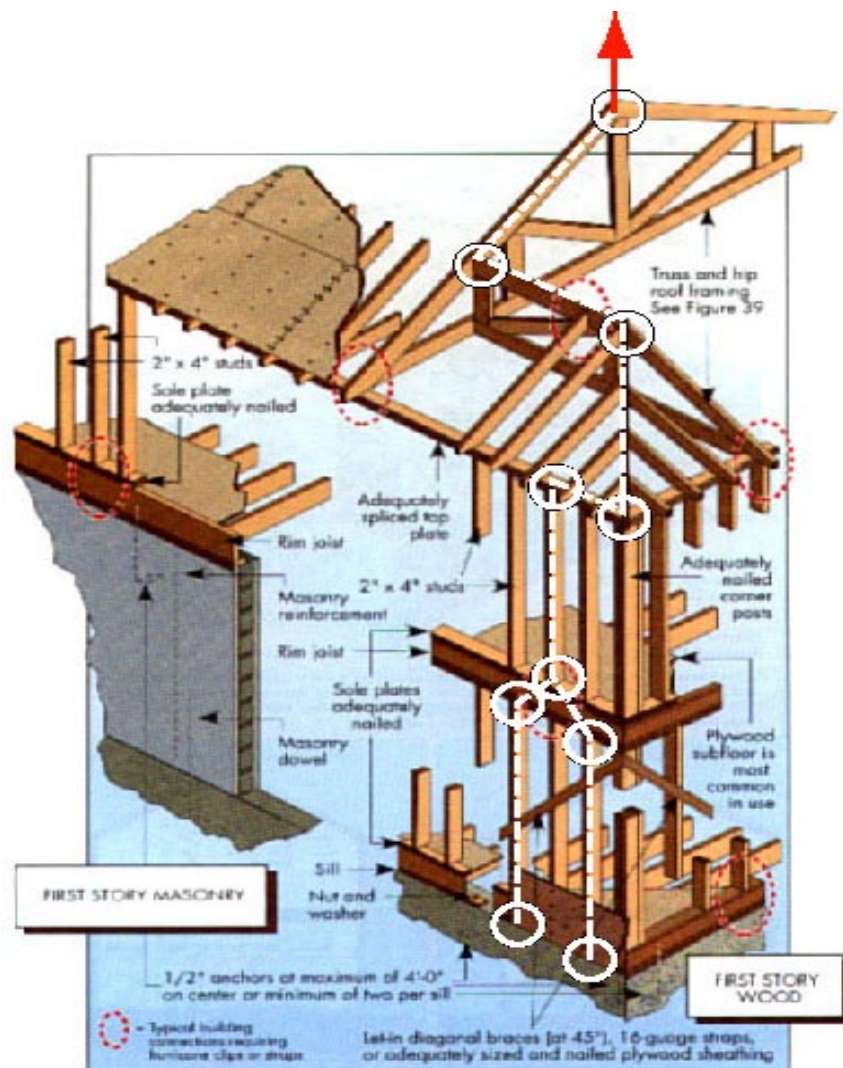 Truss and hip
roof framing
See Figure 39
2" x 4" studs
Sole plate
adequately nailed
Adequately
spliced top
plate
Rim joist
2" x 4" studs
Adequately
nailed
corner
posts
Masonry
reinforcement
Rim joist
Sole plates
adequately
nailed
Masonry
dowel
Plywood
subfloor is
most
common
in use
Sill
FIRST STORY MASONRY
Nut and
washer
1/2" anchors at maximum of 4'-0"
on center or minimum of two per sill
FIRST STORY
WOOD
= Typical building
connections requiring
hurricane clips or straps
Let-in diagonal braces (at 45°), 16-guage straps,
or adequately sized and nailed plywood sheathing